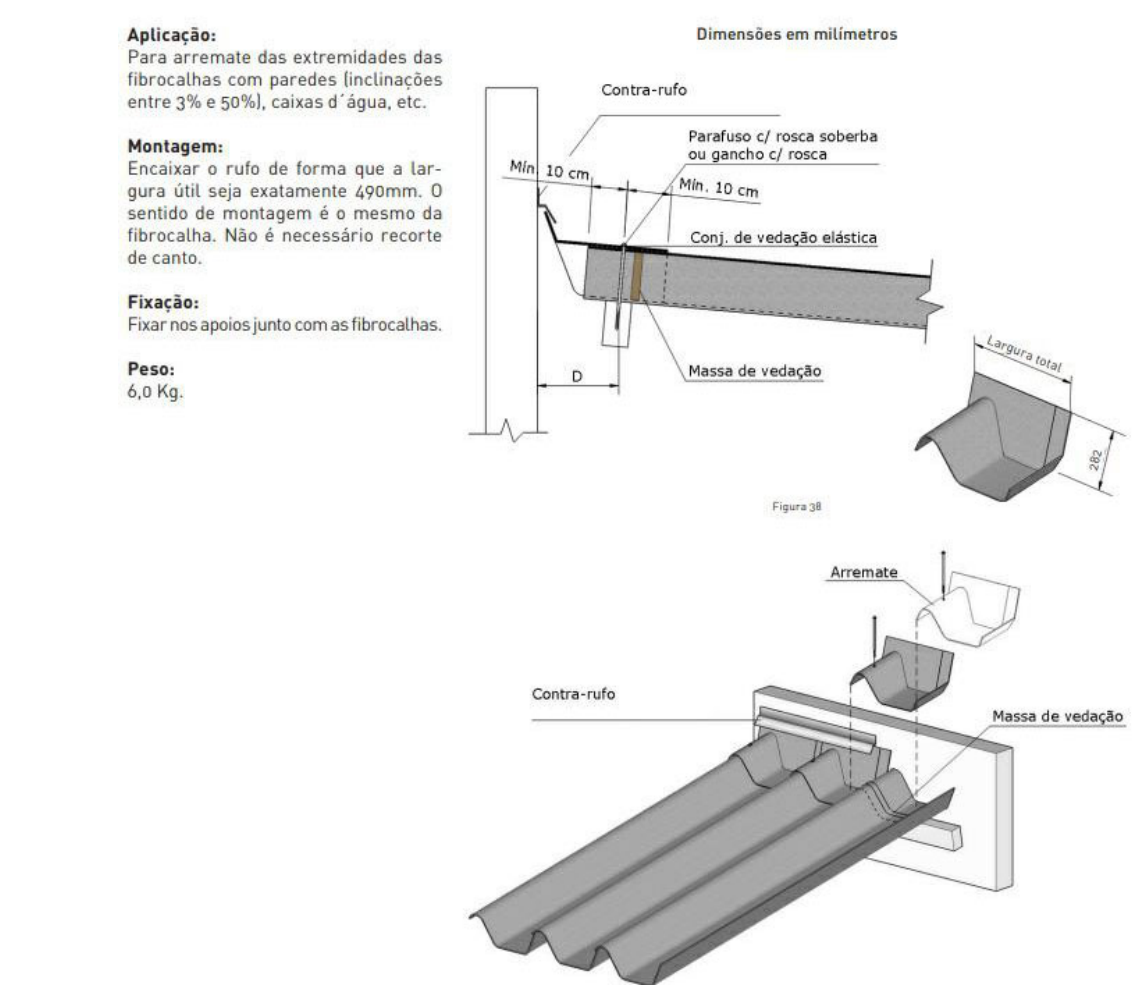 Aplicação:
Para arremate das extremidades das
fibrocalhas com paredes (inclinações
entre 3% e 50%), caixas d´água, etc.
Montagem:
Encaixar o rufo de forma que a lar-
gura útil seja exatamente 490mm. O
sentido de montagem é o mesmo da
fibrocalha. Não é necessário recorte
de canto.
Fixação:
Fixar nos apoios junto com as fibrocalhas.
Peso:
6,0 Kg.
Dimensões em milímetros
Contra-rufo
Parafuso c/ rosca soberba
ou gancho c/ rosca
Mín. 10 cm
Mín. 10 cm
Conj. de vedação elástica
D
Massa de vedação
Largura total
282
Figura 38
Arremate
Contra-rufo
Massa de vedação